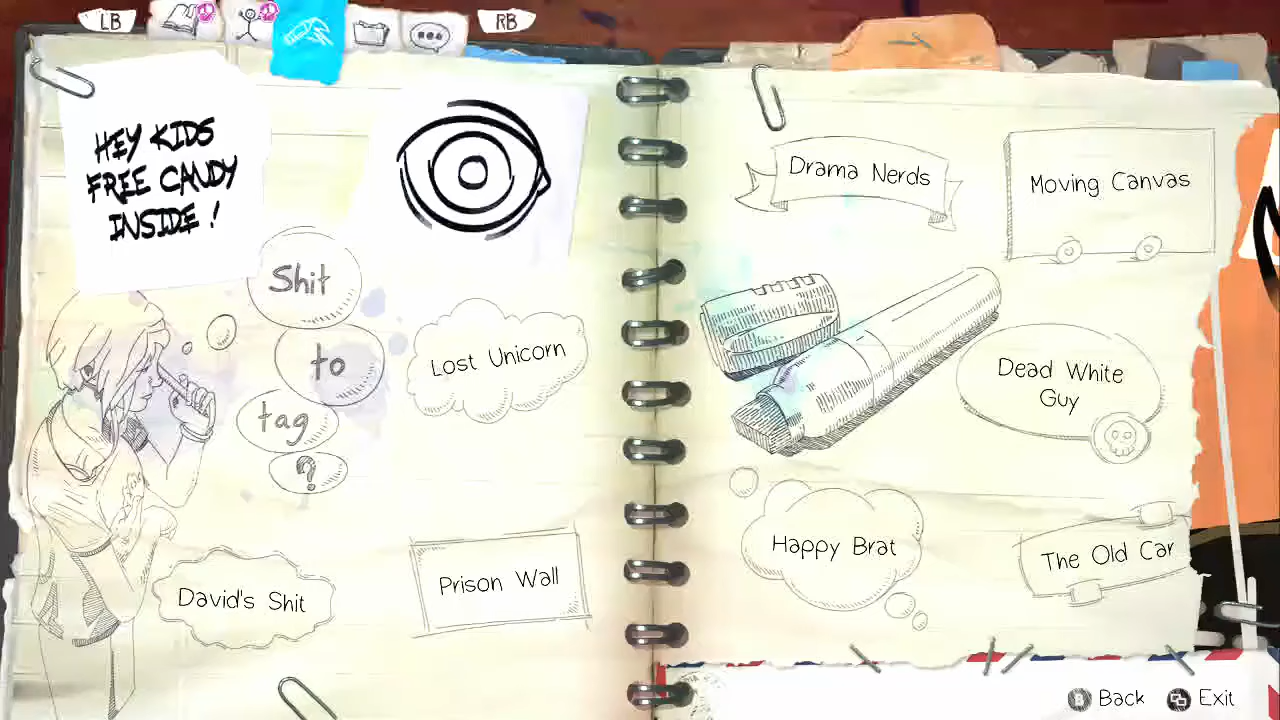 LB
RB
HEY KIDS
FREE CANDY
INSIDE !
Shit
to
tag
?
Lost Unicorn
David's Shit
Prison Wall
Drama Nerds
Moving Canvas
Dead White
Guy
Happy Brat
The Old Car
Back
Exit